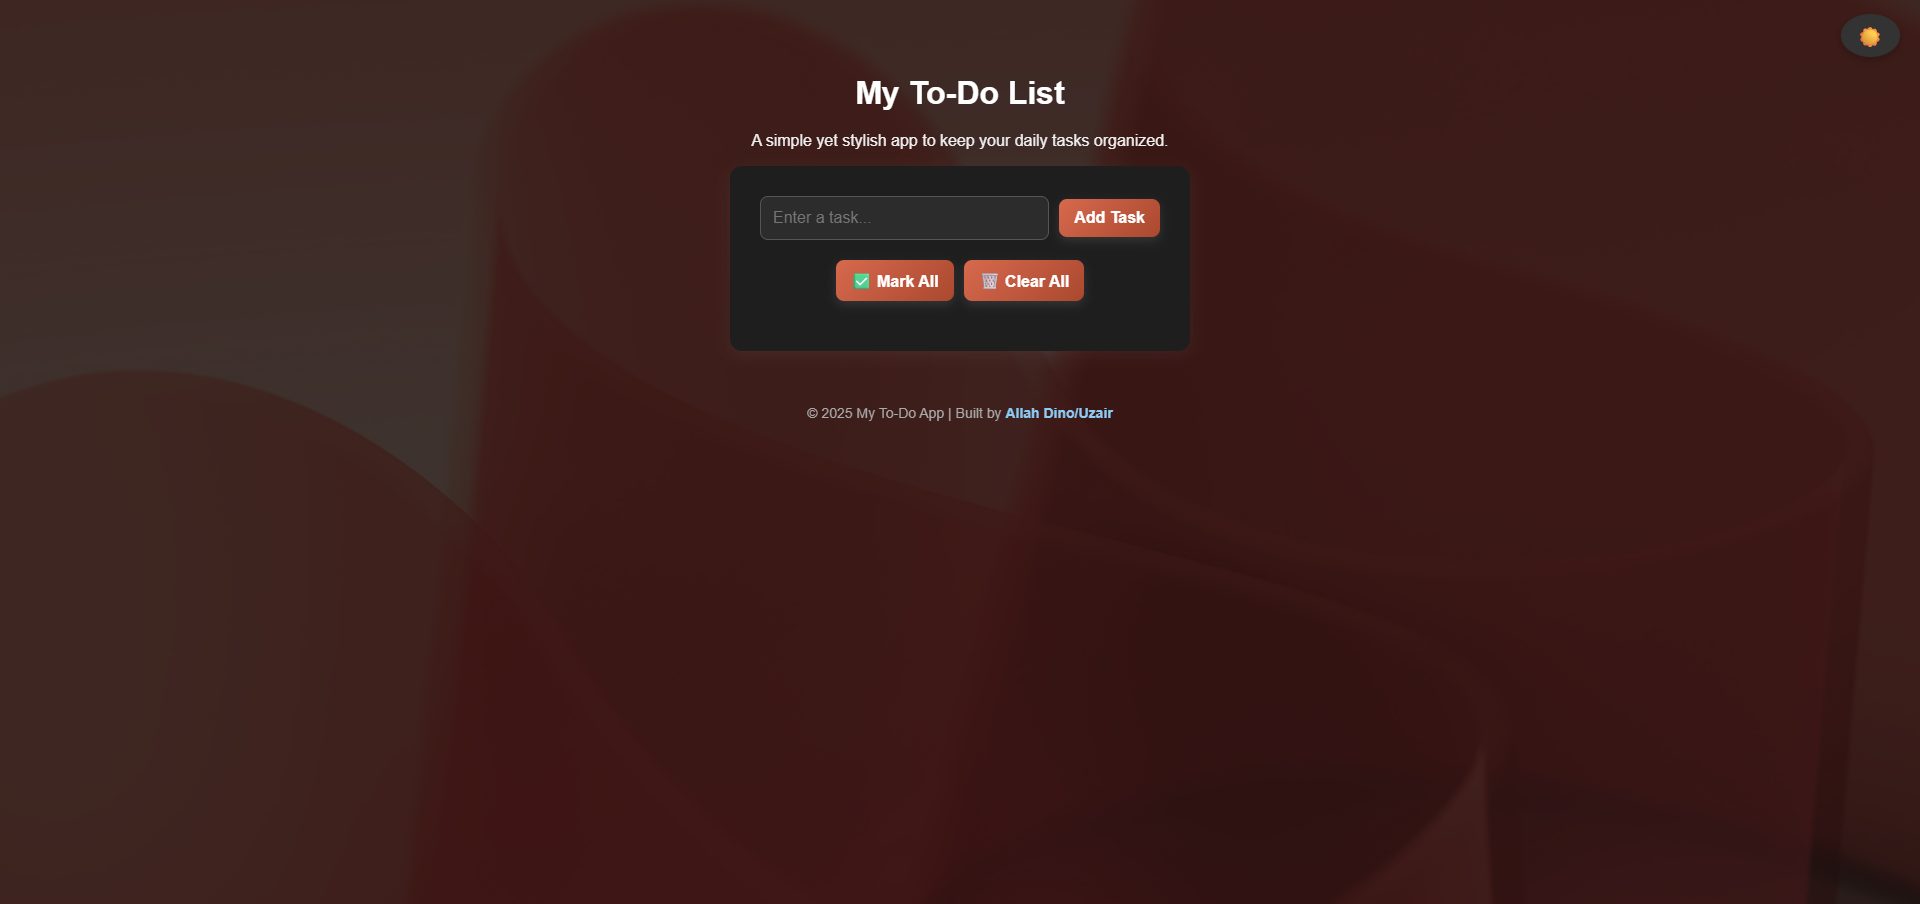 My To-Do List
A simple yet stylish app to keep your daily tasks organized.
Enter a task...
Add Task
✅ Mark All
🗑️ Clear All
© 2025 My To-Do App | Built by Allah Dino/Uzair